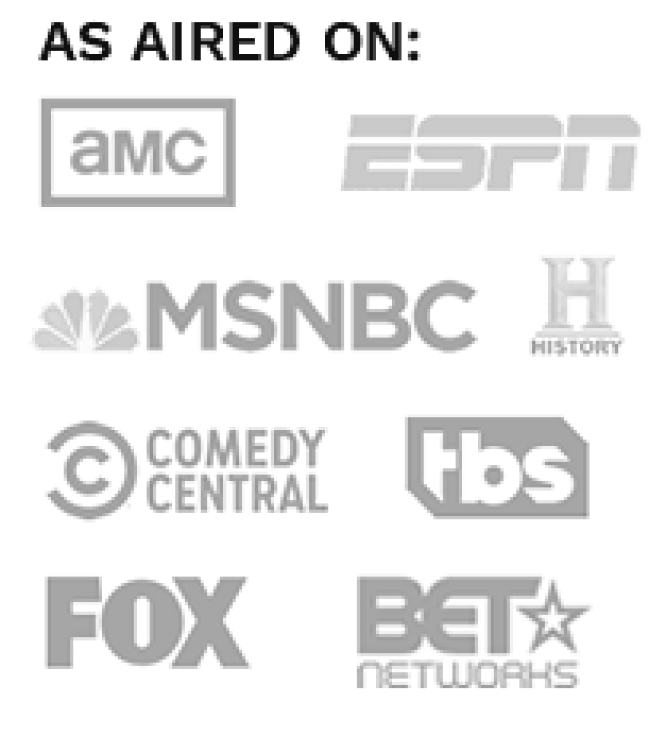 AS AIRED ON:
aMC ESPN
MSNBC H
HISTORY
COMEDY
CENTRAL
tbs
FOX BET
NETWORKS